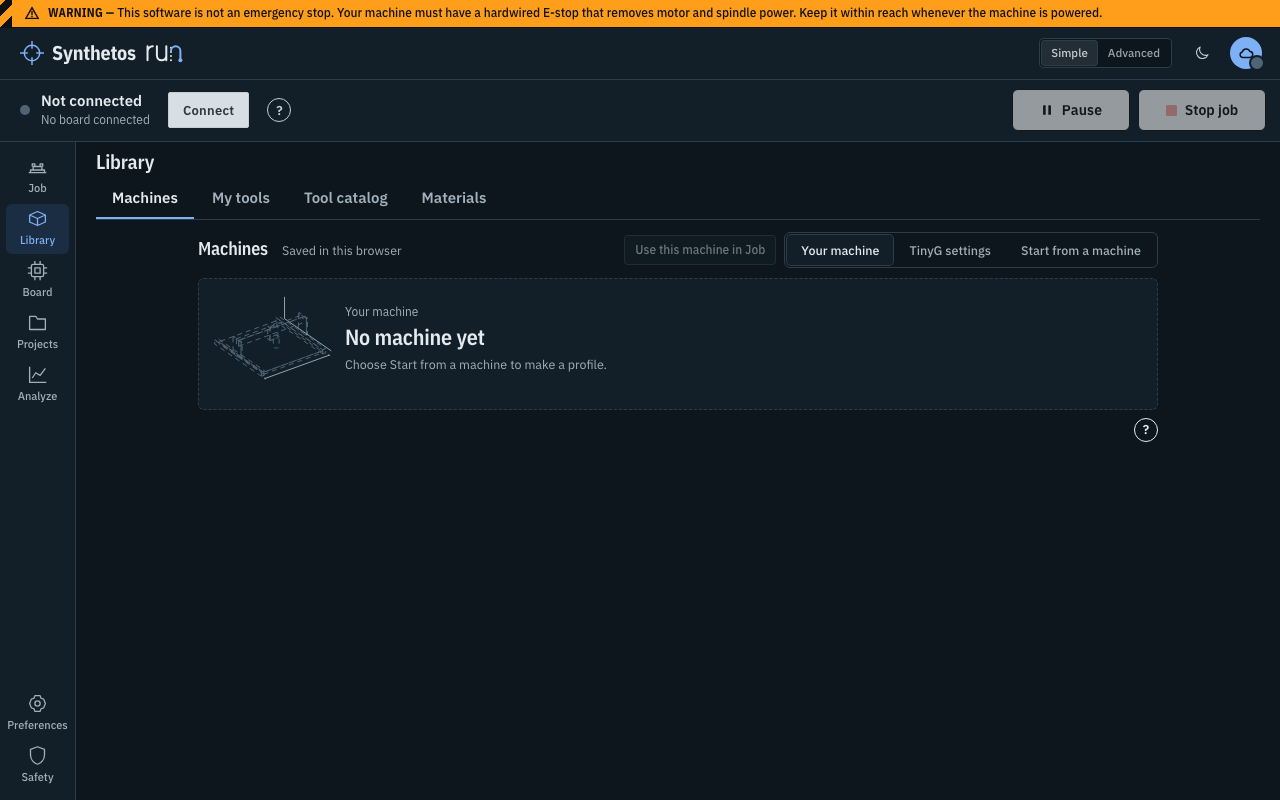 WARNING — This software is not an emergency stop. Your machine must have a hardwired E-stop that removes motor and spindle power. Keep it within reach whenever the machine is powered.
Synthetos run
Simple Advanced
Not connected
No board connected
Connect
?
Pause
Stop job
Job
Library
Board
Projects
Analyze
Preferences
Safety
Library
Machines My tools Tool catalog Materials
Machines Saved in this browser
Use this machine in Job
Your machine TinyG settings Start from a machine
Your machine
No machine yet
Choose Start from a machine to make a profile.
?